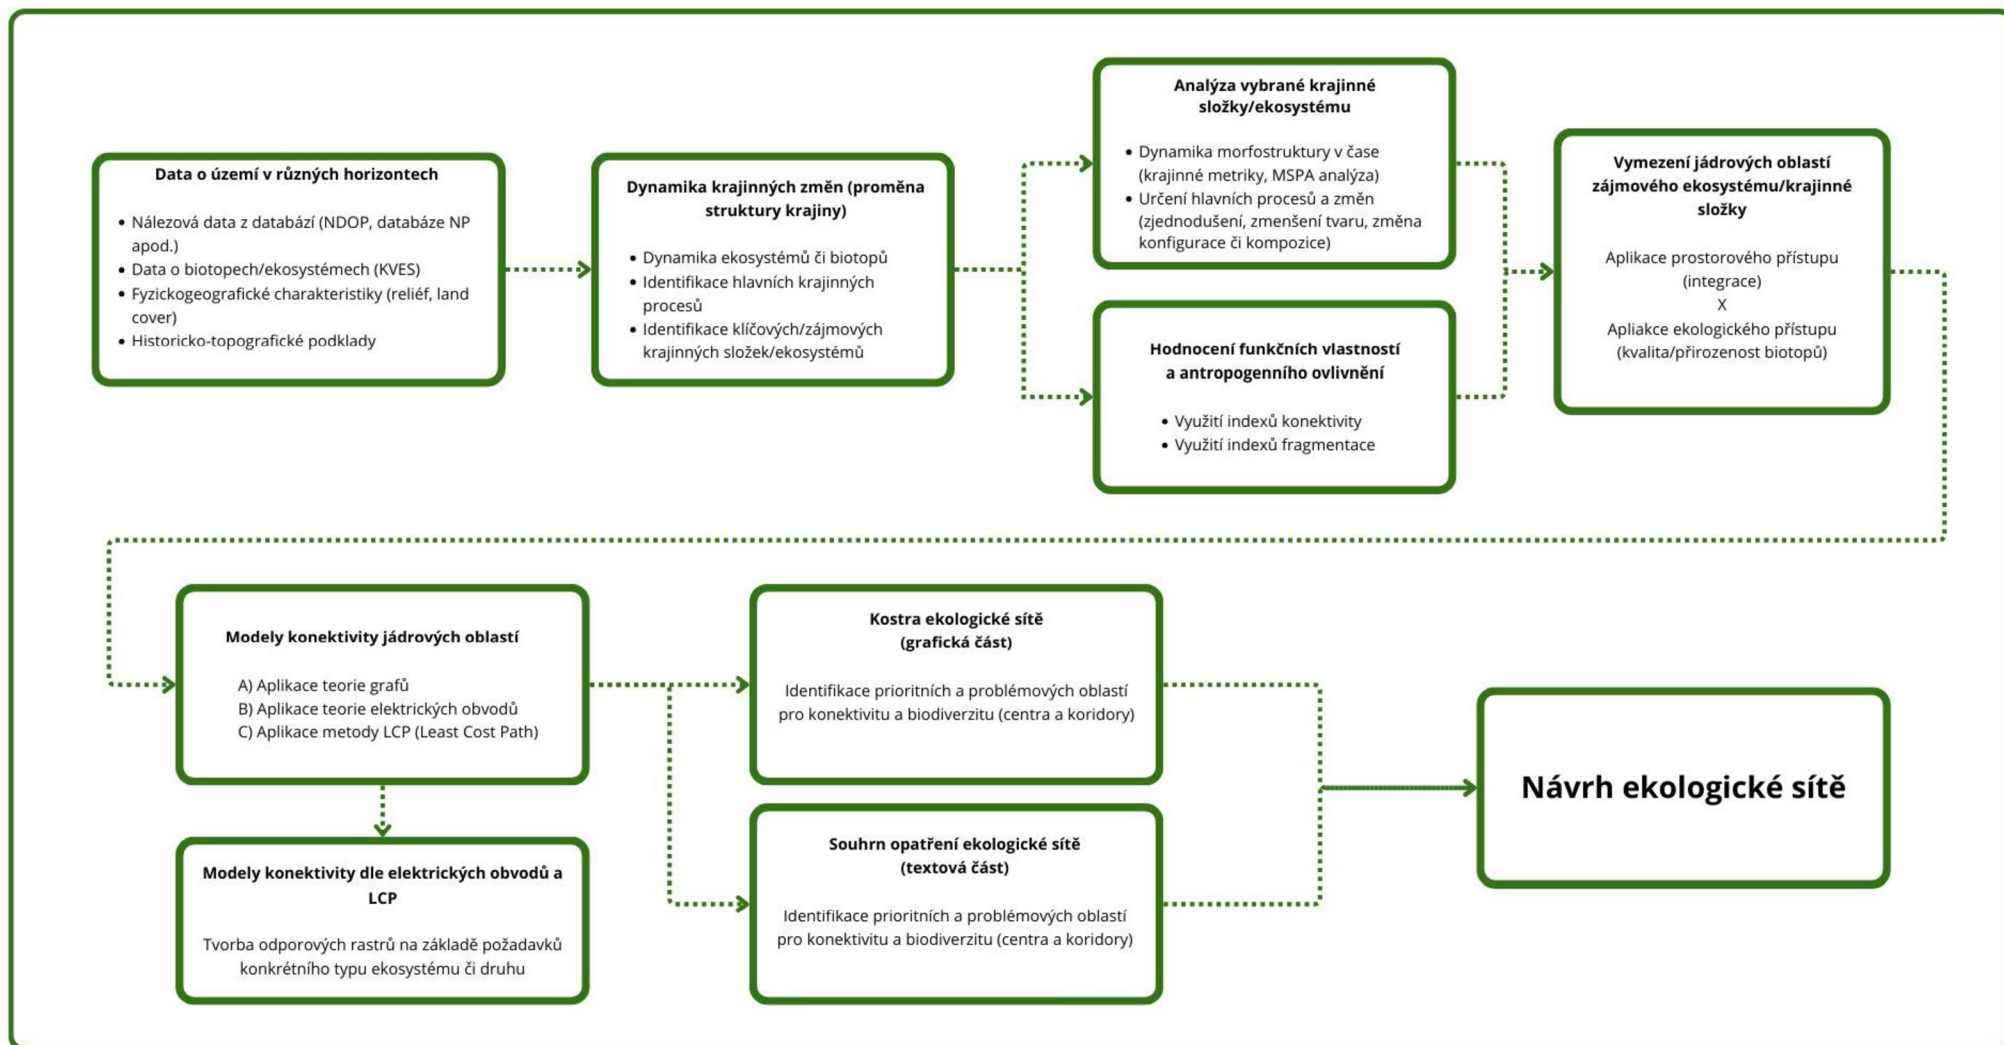 Data o území v různých horizontech
• Nálezová data z databází (NDOP, databáze NP
apod.)
• Data o biotopech/ekosystémech (KVES)
• Fyzickogeografické charakteristiky (reliéf, land
cover)
• Historicko-topografické podklady
Dynamika krajinných změn (proměna
struktury krajiny)
• Dynamika ekosystémů či biotopů
• Identifikace hlavních krajinných
procesů
• Identifikace klíčových/zájmových
krajinných složek/ekosystémů
Analýza vybrané krajinné
složky/ekosystému
• Dynamika morfostruktury v čase
(krajinné metriky, MSPA analýza)
• Určení hlavních procesů a změn
(zjednodušení, zmenšení tvaru, změna
konfigurace či kompozice)
Hodnocení funkčních vlastností
a antropogenního ovlivnění
• Využití indexů konektivity
• Využití indexů fragmentace
Vymezení jádrových oblastí
zájmového ekosystému/krajinné
složky
Aplikace prostorového přístupu
(integrace)
X
Apliakce ekologického přístupu
(kvalita/přirozenost biotopů)
Modely konektivity jádrových oblastí
A) Aplikace teorie grafů
B) Aplikace teorie elektrických obvodů
C) Aplikace metody LCP (Least Cost Path)
Modely konektivity dle elektrických obvodů a
LCP
Tvorba odporových rastrů na základě požadavků
konkrétního typu ekosystému či druhu
Kostra ekologické sítě
(grafická část)
Identifikace prioritních a problémových oblastí
pro konektivitu a biodiverzitu (centra a koridory)
Souhrn opatření ekologické sítě
(textová část)
Identifikace prioritních a problémových oblastí
pro konektivitu a biodiverzitu (centra a koridory)
Návrh ekologické sítě